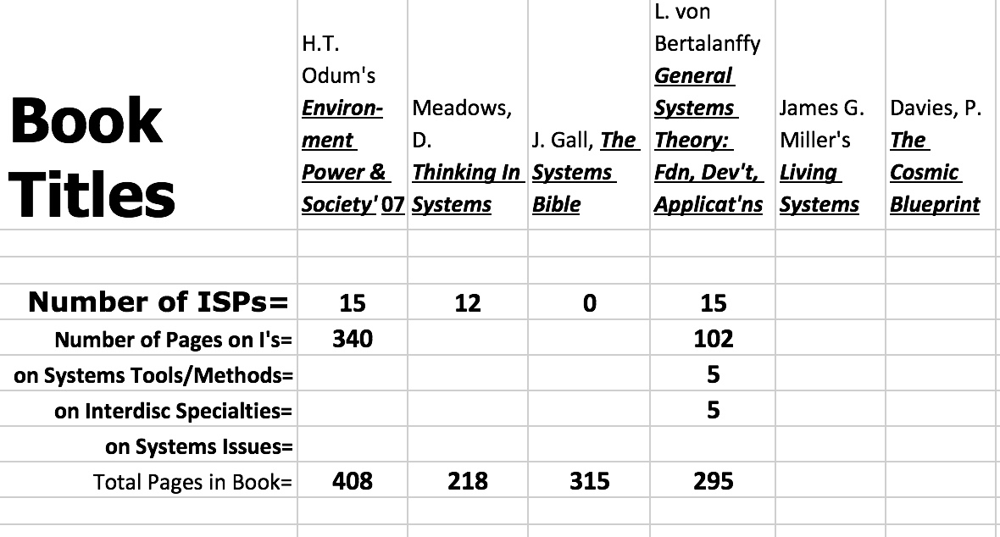 Book
Titles
H.T.
Odum's
Environ-
ment
Power &
Society' 07
Meadows,
D.
Thinking In
Systems
J. Gall, The
Systems
Bible
L. von
Bertalanffy
General
Systems
Theory:
Fdn, Dev't,
Applicat'ns
James G.
Miller's
Living
Systems
Davies, P.
The
Cosmic
Blueprint
Number of ISPs= 15 12 0 15
Number of Pages on I's= 340 102
on Systems Tools/Methods= 5
on Interdisc Specialties= 5
on Systems Issues=
Total Pages in Book= 408 218 315 295